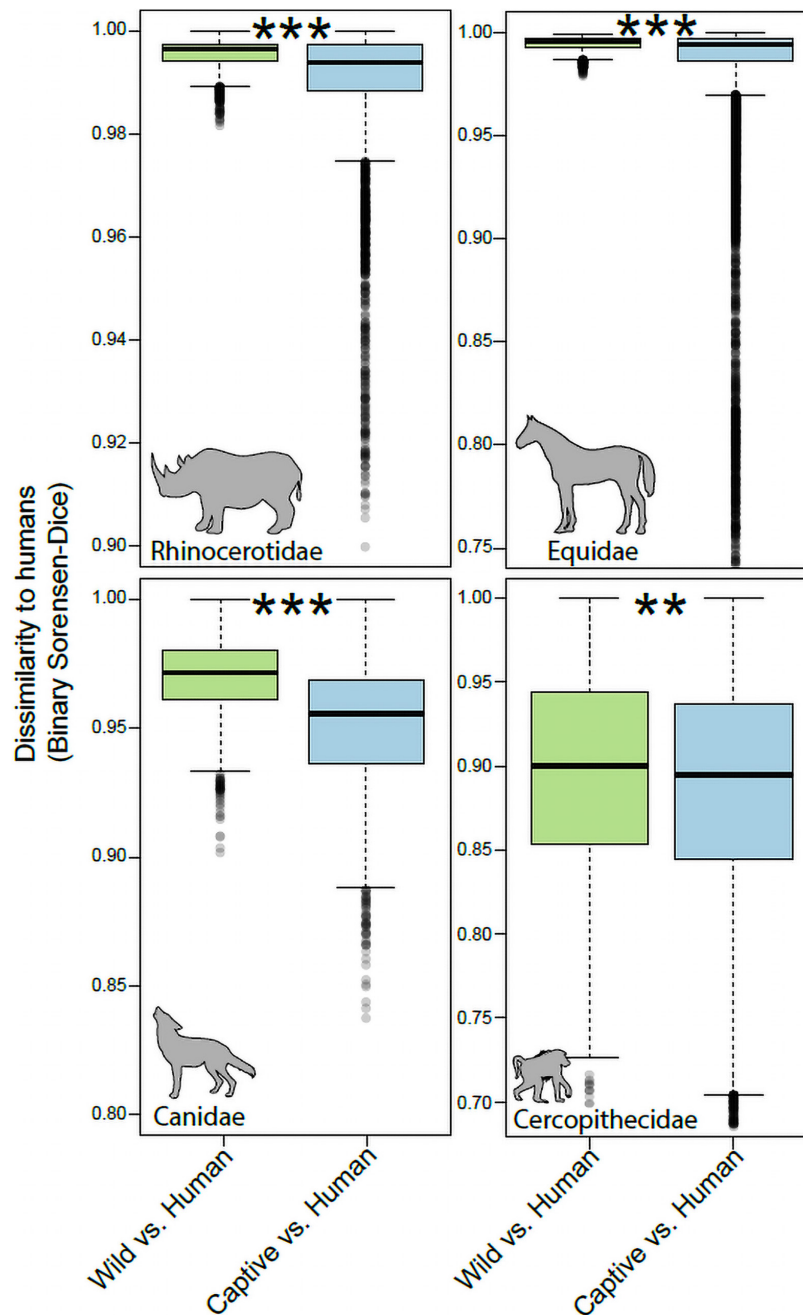 Dissimilarity to humans
(Binary Sorensen-Dice)
1.00
0.98
0.96
0.94
0.92
0.90
***
Rhinocerotidae
1.00
0.95
0.90
0.85
0.80
0.75
***
Equidae
1.00
0.95
0.90
0.85
0.80
***
Canidae
1.00
0.95
0.90
0.85
0.80
0.75
0.70
**
Cercopithecidae
Wild vs. Human
Captive vs. Human
Wild vs. Human
Captive vs. Human